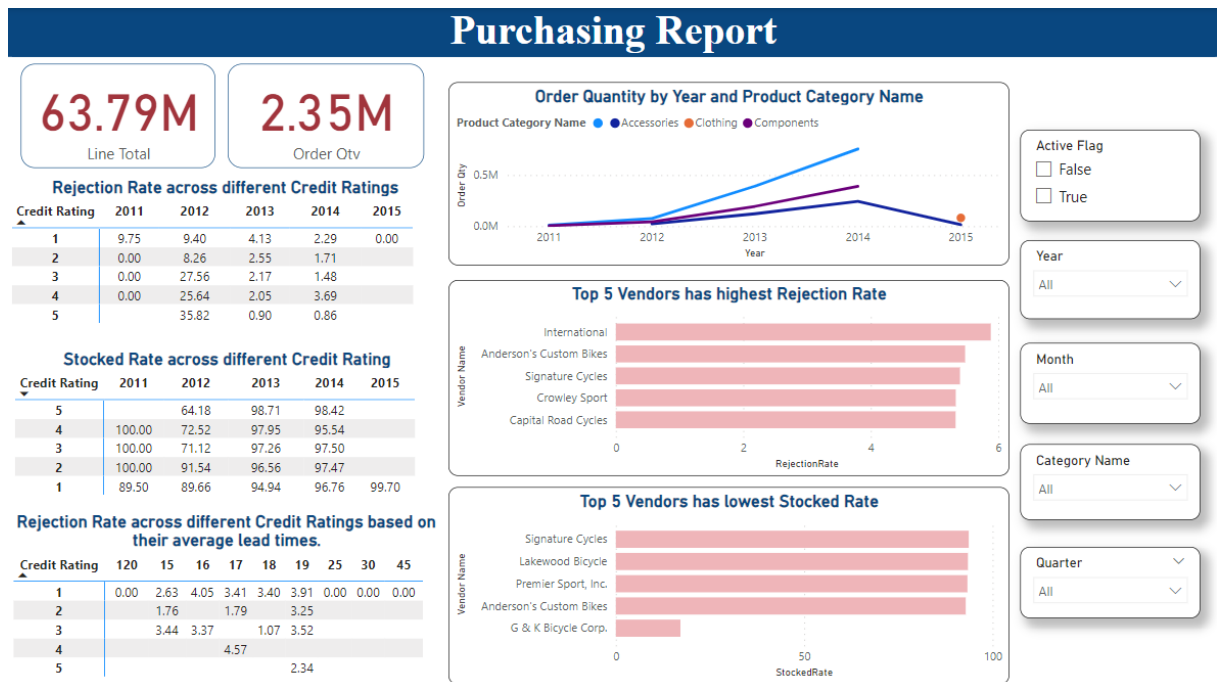 Purchasing Report
63.79M
Line Total
2.35M
Order Qty
Rejection Rate across different Credit Ratings
Credit Rating 2011 2012 2013 2014 2015
1 9.75 9.40 4.13 2.29 0.00
2 0.00 8.26 2.55 1.71
3 0.00 27.56 2.17 1.48
4 0.00 25.64 2.05 3.69
5 35.82 0.90 0.86
Stocked Rate across different Credit Rating
Credit Rating 2011 2012 2013 2014 2015
5 64.18 98.71 98.42
4 100.00 72.52 97.95 95.54
3 100.00 71.12 97.26 97.50
2 100.00 91.54 96.56 97.47
1 89.50 89.66 94.94 96.76 99.70
Rejection Rate across different Credit Ratings based on
their average lead times.
Credit Rating 120 15 16 17 18 19 25 30 45
1 0.00 2.63 4.05 3.41 3.40 3.91 0.00 0.00 0.00
2 1.76 1.79 3.25
3 3.44 3.37 1.07 3.52
4 4.57
5 2.34
Order Quantity by Year and Product Category Name
Product Category Name Accessories Clothing Components
Order Qty
0.5M
0.0M
2011 2012 2013 2014 2015
Year
Top 5 Vendors has highest Rejection Rate
Vendor Name
International
Anderson's Custom Bikes
Signature Cycles
Crowley Sport
Capital Road Cycles
0 2 4 6
RejectionRate
Top 5 Vendors has lowest Stocked Rate
Vendor Name
Signature Cycles
Lakewood Bicycle
Premier Sport, Inc.
Anderson's Custom Bikes
G & K Bicycle Corp.
0 50 100
StockedRate
Active Flag
False
True
Year
All
Month
All
Category Name
All
Quarter
All